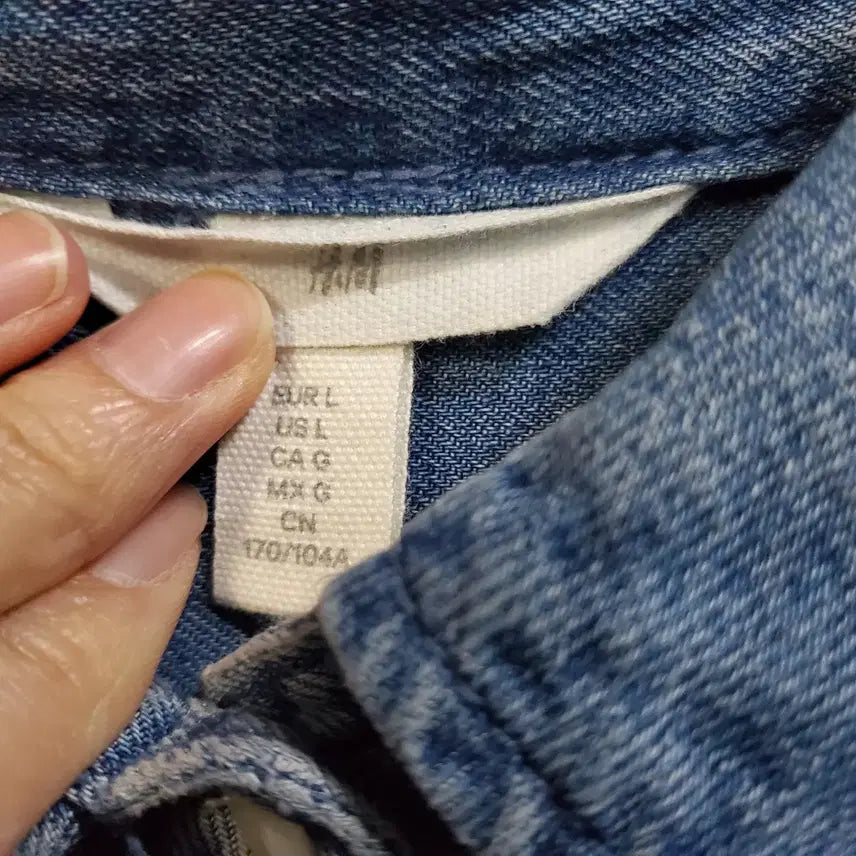 H&M
EUR L
US L
CA G
MX G
CN
170/104A